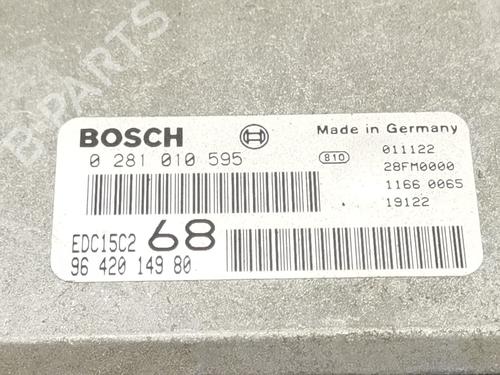 B-PARTS
BOSCH
Made in Germany
0 281 010 595
810
011122
28FM0000
1166 0065
19122
EDC15C2 68
96 420 149 80